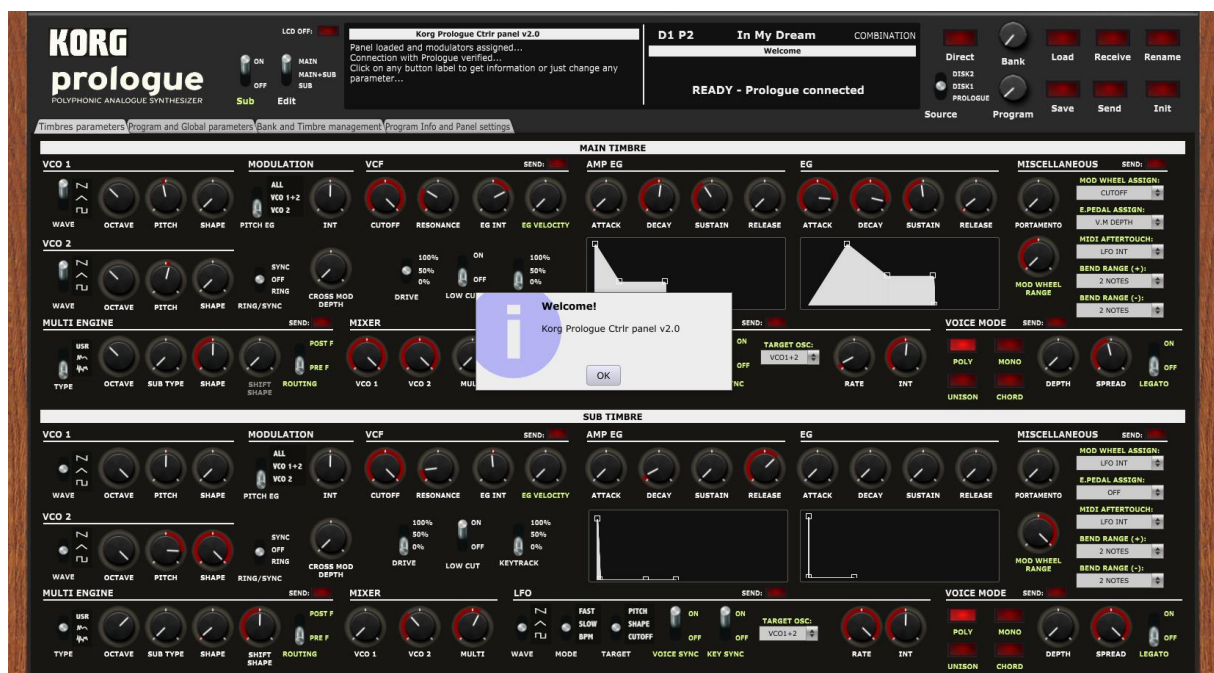 KORG
prologue
POLYPHONIC ANALOGUE SYNTHESIZER
LCD OFF:
ON
OFF
Sub
MAIN
MAIN+SUB
SUB
Edit
Korg Prologue Ctrlr panel v2.0
Panel loaded and modulators assigned...
Connection with Prologue verified...
Click on any button label to get information or just change any
parameter...
D1 P2 In My Dream COMBINATION
Welcome
READY - Prologue connected
Direct Bank Load Receive Rename
DISK2
DISK1
PROLOGUE
Source Program Save Send Init
Timbres parameters Program and Global parameters Bank and Timbre management Program Info and Panel settings
MAIN TIMBRE
VCO 1 MODULATION VCF SEND: AMP EG EG MISCELLANEOUS SEND:
ALL
VCO 1+2
VCO 2
WAVE OCTAVE PITCH SHAPE PITCH EG INT CUTOFF RESONANCE EG INT EG VELOCITY ATTACK DECAY SUSTAIN RELEASE ATTACK DECAY SUSTAIN RELEASE PORTAMENTO
MOD WHEEL ASSIGN:
CUTOFF
E.PEDAL ASSIGN:
V.M DEPTH
MIDI AFTERTOUCH:
LFO INT
BEND RANGE (+):
2 NOTES
BEND RANGE (-):
2 NOTES
MOD WHEEL
RANGE
VCO 2
SYNC
OFF
RING
WAVE OCTAVE PITCH SHAPE RING/SYNC
CROSS MOD
DEPTH
100%
50%
0%
DRIVE
ON
OFF
LOW CUT
100%
50%
0%
Welcome!
Korg Prologue Ctrlr panel v2.0
OK
MULTI ENGINE SEND: MIXER SEND: VOICE MODE SEND:
USR
TYPE OCTAVE SUB TYPE SHAPE
SHIFT
SHAPE
POST F
PRE F
ROUTING
VCO 1 VCO 2
ON
OFF
TARGET OSC:
VCO1+2
RATE INT
POLY MONO
UNISON CHORD
DEPTH SPREAD
ON
OFF
LEGATO
SUB TIMBRE
VCO 1 MODULATION VCF SEND: AMP EG EG MISCELLANEOUS SEND:
ALL
VCO 1+2
VCO 2
WAVE OCTAVE PITCH SHAPE PITCH EG INT CUTOFF RESONANCE EG INT EG VELOCITY ATTACK DECAY SUSTAIN RELEASE ATTACK DECAY SUSTAIN RELEASE PORTAMENTO
MOD WHEEL ASSIGN:
LFO INT
E.PEDAL ASSIGN:
OFF
MIDI AFTERTOUCH:
LFO INT
BEND RANGE (+):
2 NOTES
BEND RANGE (-):
2 NOTES
MOD WHEEL
RANGE
VCO 2
SYNC
OFF
RING
WAVE OCTAVE PITCH SHAPE RING/SYNC
CROSS MOD
DEPTH
100%
50%
0%
DRIVE
ON
OFF
LOW CUT
100%
50%
0%
KEYTRACK
MULTI ENGINE SEND: MIXER LFO SEND: VOICE MODE SEND:
USR
TYPE OCTAVE SUB TYPE SHAPE
SHIFT
SHAPE
POST F
PRE F
ROUTING
VCO 1 VCO 2 MULTI
WAVE
FAST
SLOW
BPM
MODE
PITCH
SHAPE
CUTOFF
TARGET
ON
OFF
VOICE SYNC
ON
OFF
KEY SYNC
TARGET OSC:
VCO1+2
RATE INT
POLY MONO
UNISON CHORD
DEPTH SPREAD
ON
OFF
LEGATO